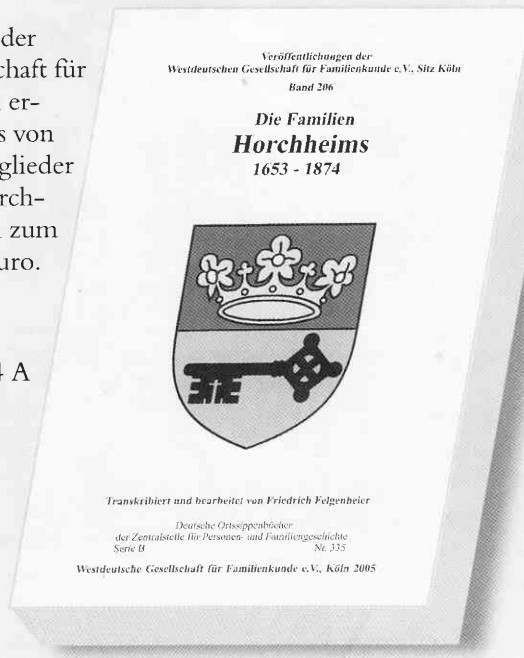 der
chaft für
er-
s von
glieder
rch-
zum
uro.
4 A
Veröffentlichungen der
Westdeutschen Gesellschaft für Familienkunde e.V., Sitz Köln
Band 206
Die Familien
Horchheims
1653 - 1874
Transkribiert und bearbeitet von Friedrich Felgenheier
Deutsche Ortssippenbücher
der Zentralstelle für Personen- und Familiengeschichte
Serie B Nr. 335
Westdeutsche Gesellschaft für Familienkunde e.V., Köln 2005